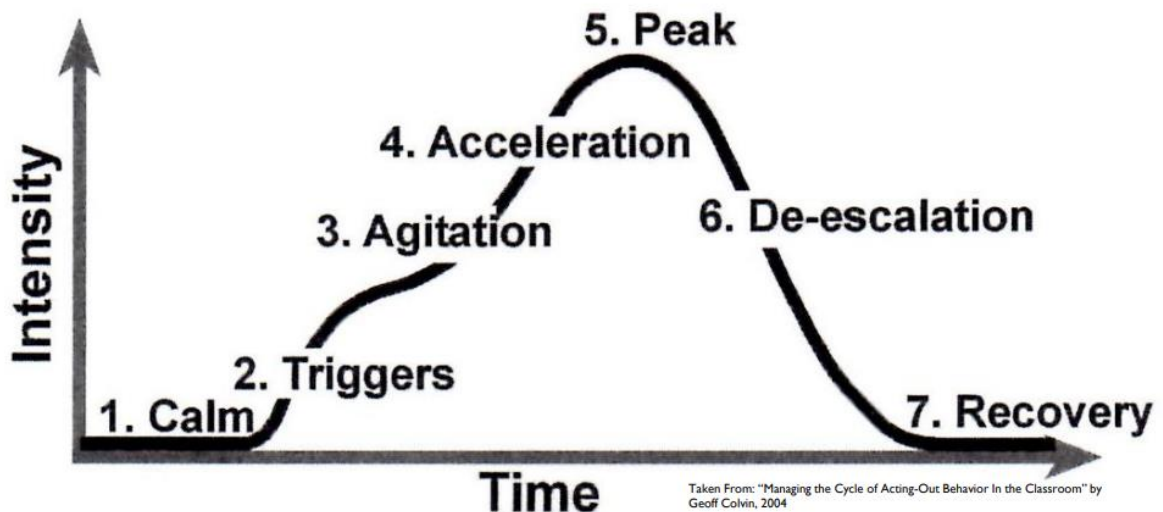 5. Peak
4. Acceleration
3. Agitation
6. De-escalation
2. Triggers
1. Calm
7. Recovery
Intensity
Time
Taken From: “Managing the Cycle of Acting-Out Behavior In the Classroom” by
Geoff Colvin, 2004